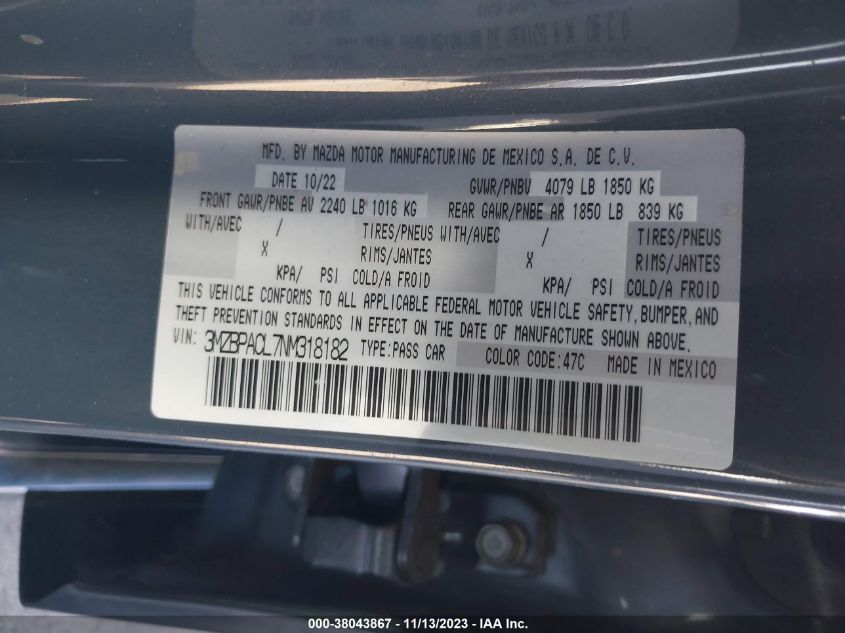 MFD. BY MAZDA MOTOR MANUFACTURING DE MEXICO S.A. DE C.V.
DATE 10/22 GVWR/PNBV 4079 LB 1850 KG
FRONT GAWR/PNBE AV 2240 LB 1016 KG REAR GAWR/PNBE AR 1850 LB 839 KG
WITH/AVEC / TIRES/PNEUS WITH/AVEC / TIRES/PNEUS
X RIMS/JANTES X RIMS/JANTES
KPA/ PSI COLD/A FROID KPA/ PSI COLD/A FROID
THIS VEHICLE CONFORMS TO ALL APPLICABLE FEDERAL MOTOR VEHICLE SAFETY, BUMPER, AND
THEFT PREVENTION STANDARDS IN EFFECT ON THE DATE OF MANUFACTURE SHOWN ABOVE.
VIN: 3MZBPACL7NM318182 TYPE:PASS CAR COLOR CODE:47C MADE IN MEXICO
000-38043867 - 11/13/2023 - IAA Inc.